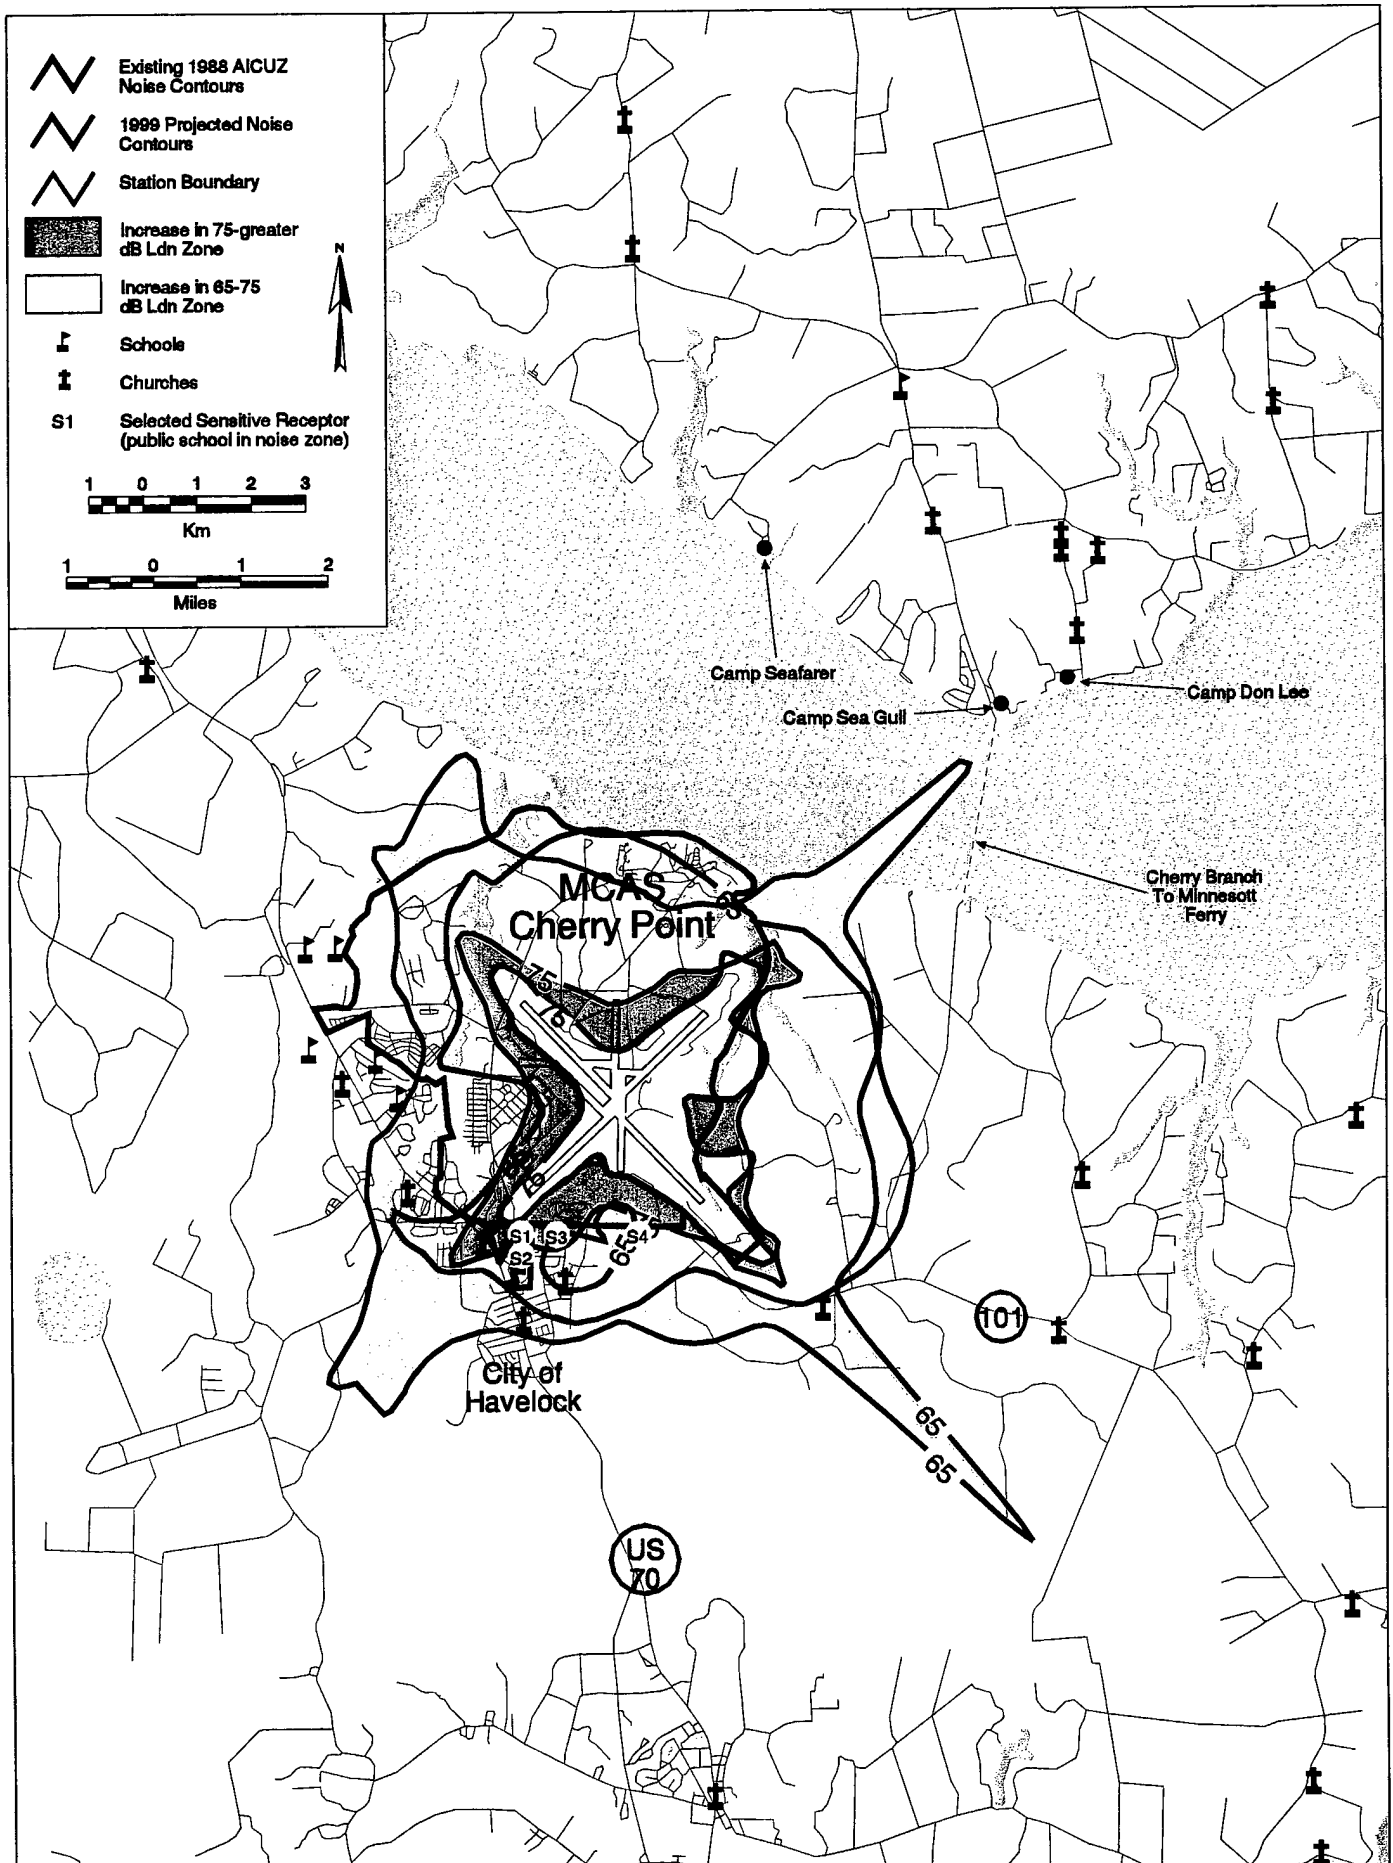 Existing 1988 AICUZ
Noise Contours
1999 Projected Noise
Contours
Station Boundary
Increase in 75-greater
dB Ldn Zone
N
Increase in 65-75
dB Ldn Zone
Schools
Churches
S1 Selected Sensitive Receptor
(public school in noise zone)
1 0 1 2 3
Km
1 0 1 2
Miles
Camp Seafarer
Camp Don Lee
Camp Sea Gull
Cherry Branch
To Minnesott
Ferry
MCAS
Cherry Point
65
75
75
75
S1 S3 S4
S2
65
101
City of
Havelock
65
65
US
70